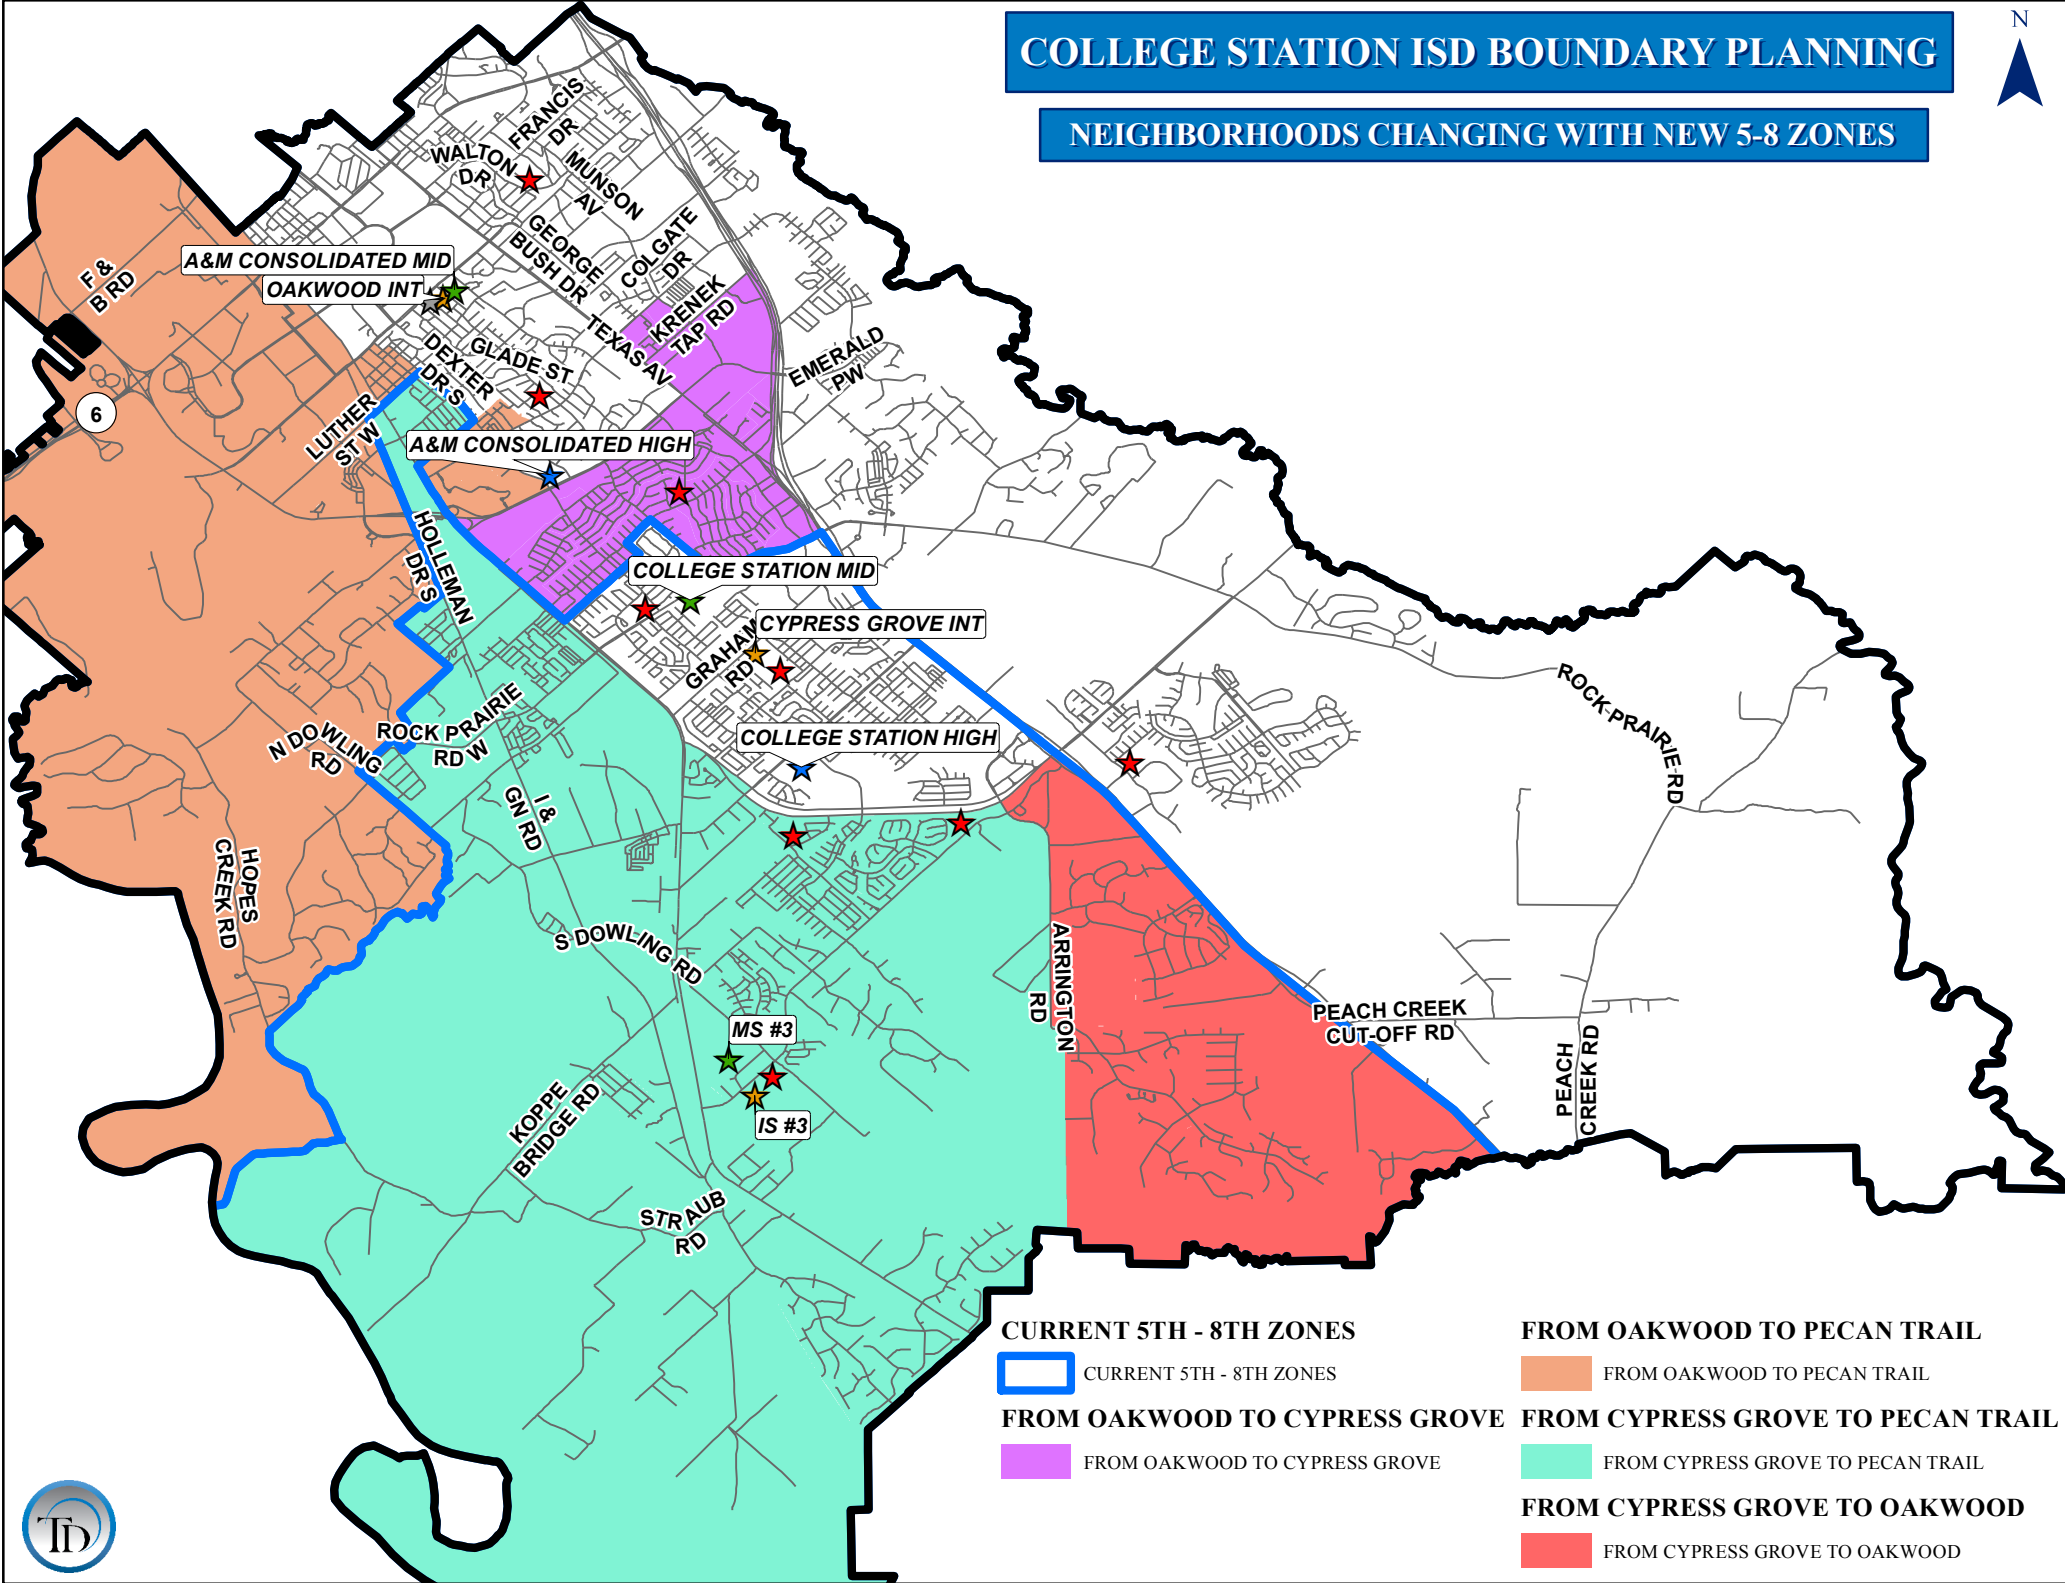 COLLEGE STATION ISD BOUNDARY PLANNING
N
NEIGHBORHOODS CHANGING WITH NEW 5-8 ZONES
FRANCIS
DR
WALTON
DR
MUNSON
AV
GEORGE
BUSH DR
COLGATE
DR
A&M CONSOLIDATED MID
OAKWOOD INT
F &
B RD
KRENEK
TAP RD
TEXAS AV
EMERALD
PW
GLADE ST
DEXTER
DR S
6
LUTHER
ST W
A&M CONSOLIDATED HIGH
HOLLEMAN
DR S
COLLEGE STATION MID
CYPRESS GROVE INT
GRAHAM
RD
ROCK PRAIRIE RD
N DOWLING
RD
ROCK PRAIRIE
RD W
COLLEGE STATION HIGH
I &
GN RD
HOPES
CREEK RD
S DOWLING RD
ARRINGTON
RD
PEACH CREEK
CUT-OFF RD
PEACH
CREEK RD
MS #3
IS #3
KOPPE
BRIDGE RD
STRAUB
RD
CURRENT 5TH - 8TH ZONES
CURRENT 5TH - 8TH ZONES
FROM OAKWOOD TO CYPRESS GROVE
FROM OAKWOOD TO CYPRESS GROVE
FROM OAKWOOD TO PECAN TRAIL
FROM OAKWOOD TO PECAN TRAIL
FROM CYPRESS GROVE TO PECAN TRAIL
FROM CYPRESS GROVE TO PECAN TRAIL
FROM CYPRESS GROVE TO OAKWOOD
FROM CYPRESS GROVE TO OAKWOOD
TD